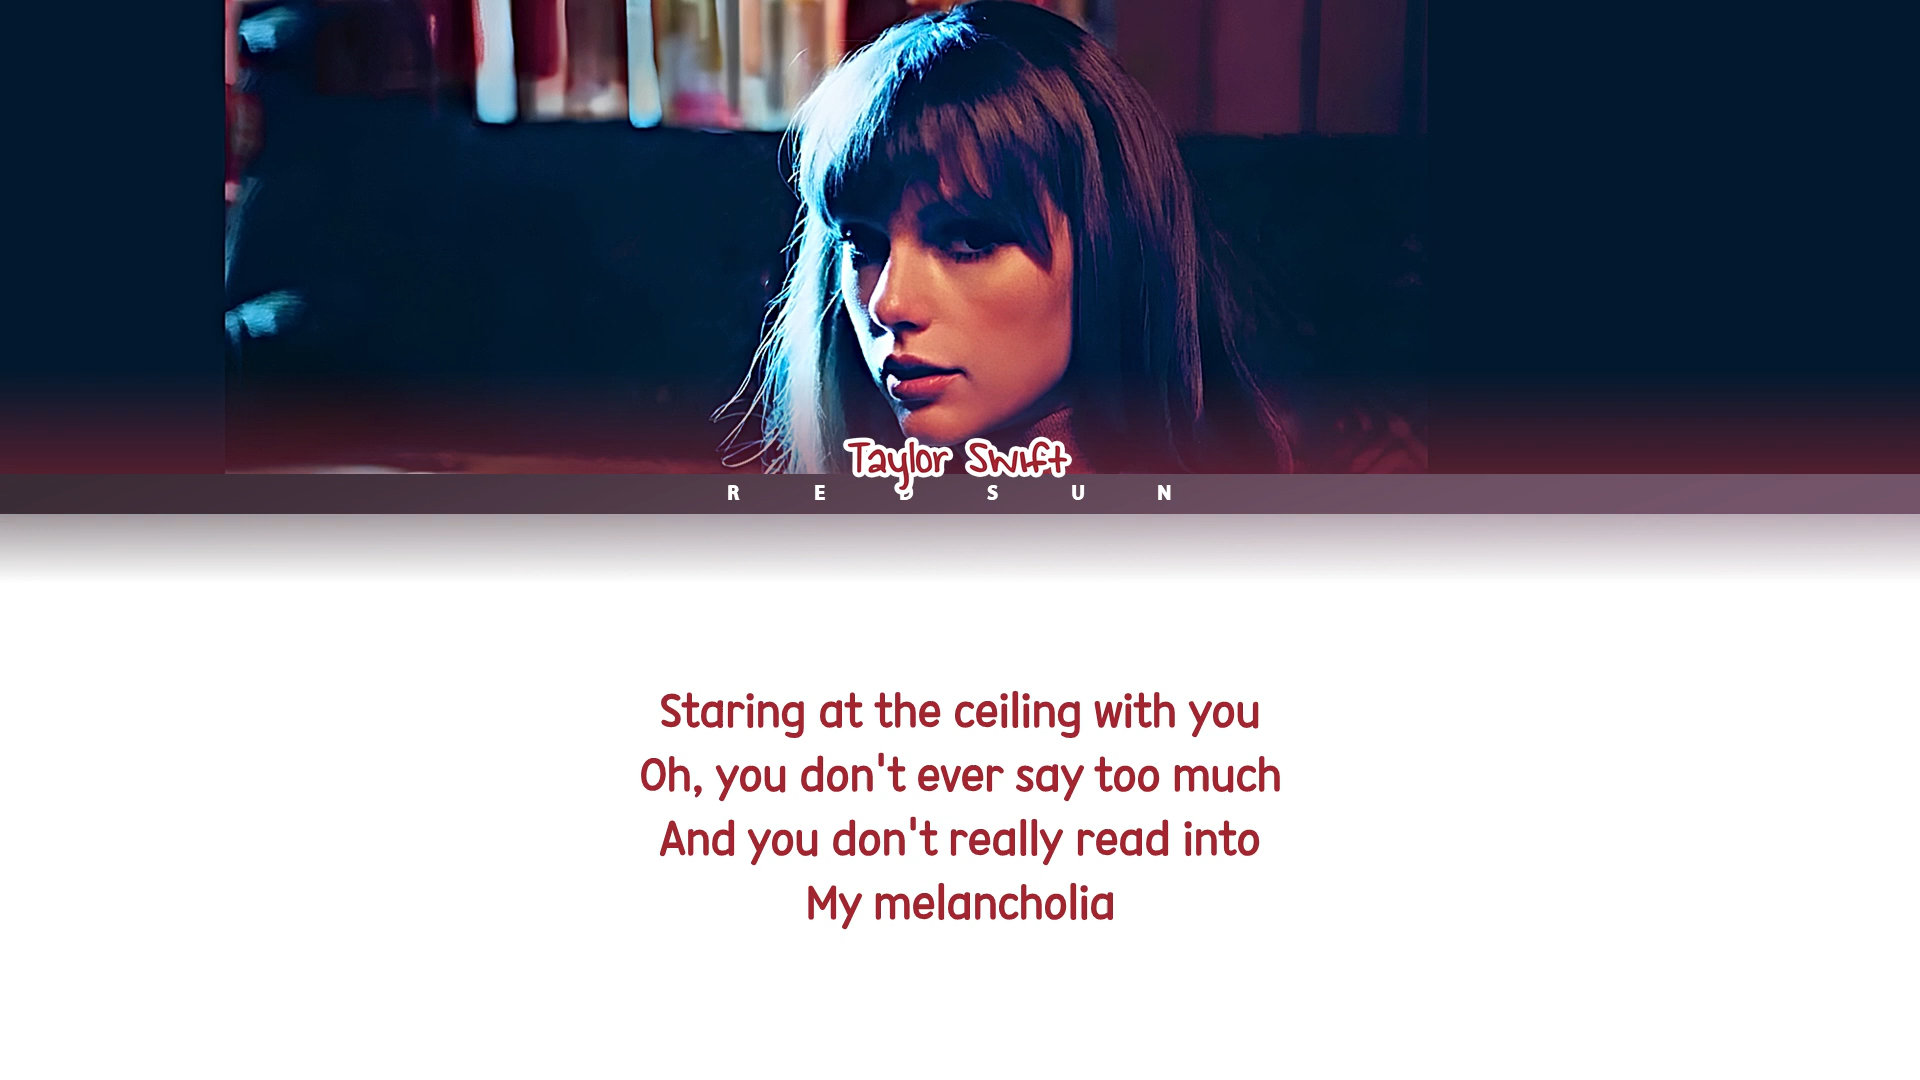 Taylor Swift
R E D S U N
Staring at the ceiling with you
Oh, you don't ever say too much
And you don't really read into
My melancholia